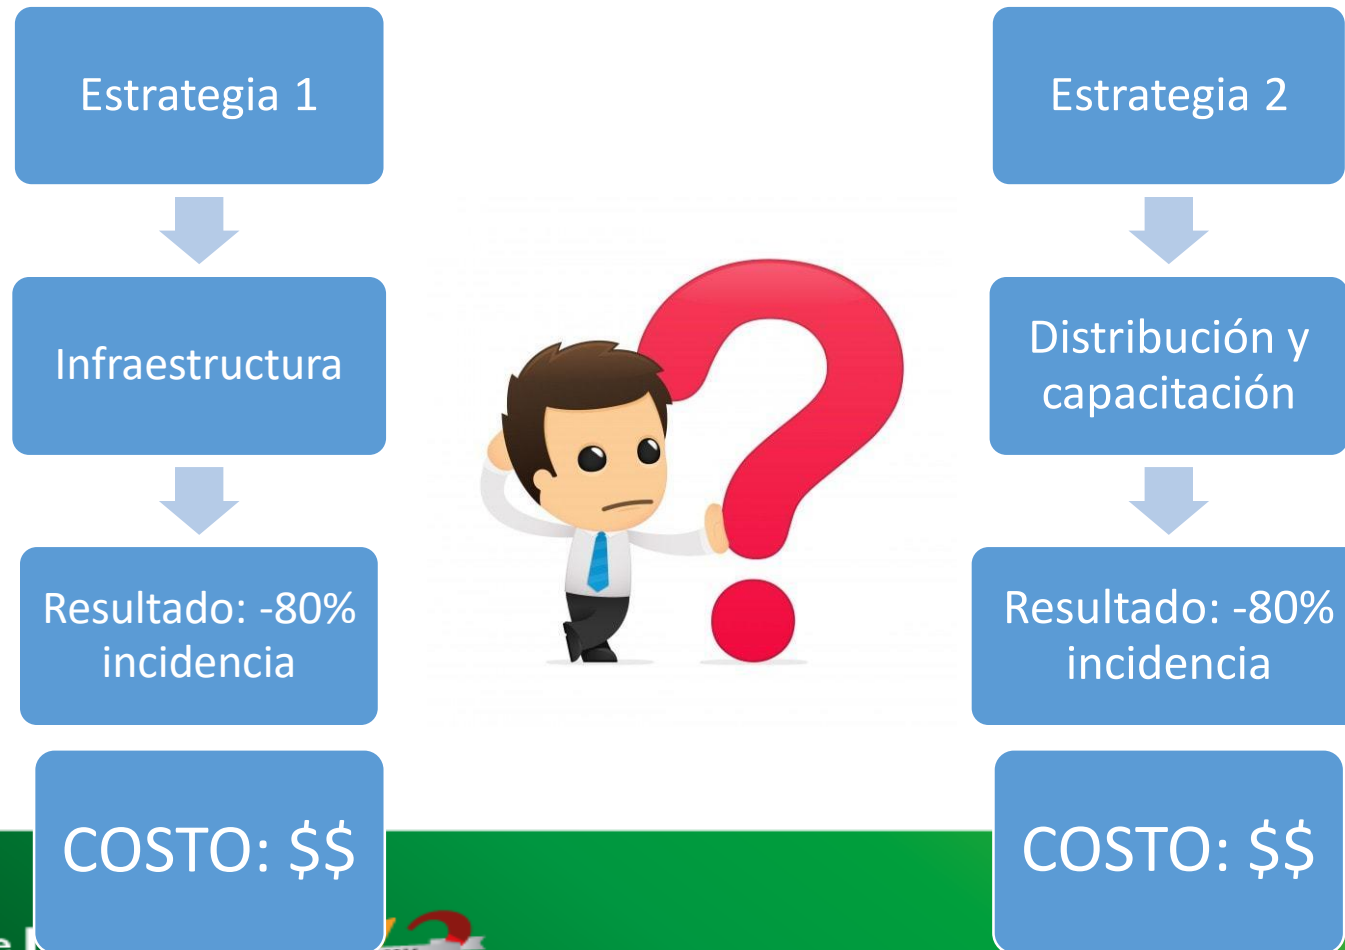 Estrategia 1
Infraestructura
Resultado: -80%
incidencia
COSTO: $$
Estrategia 2
Distribución y
capacitación
Resultado: -80%
incidencia
COSTO: $$